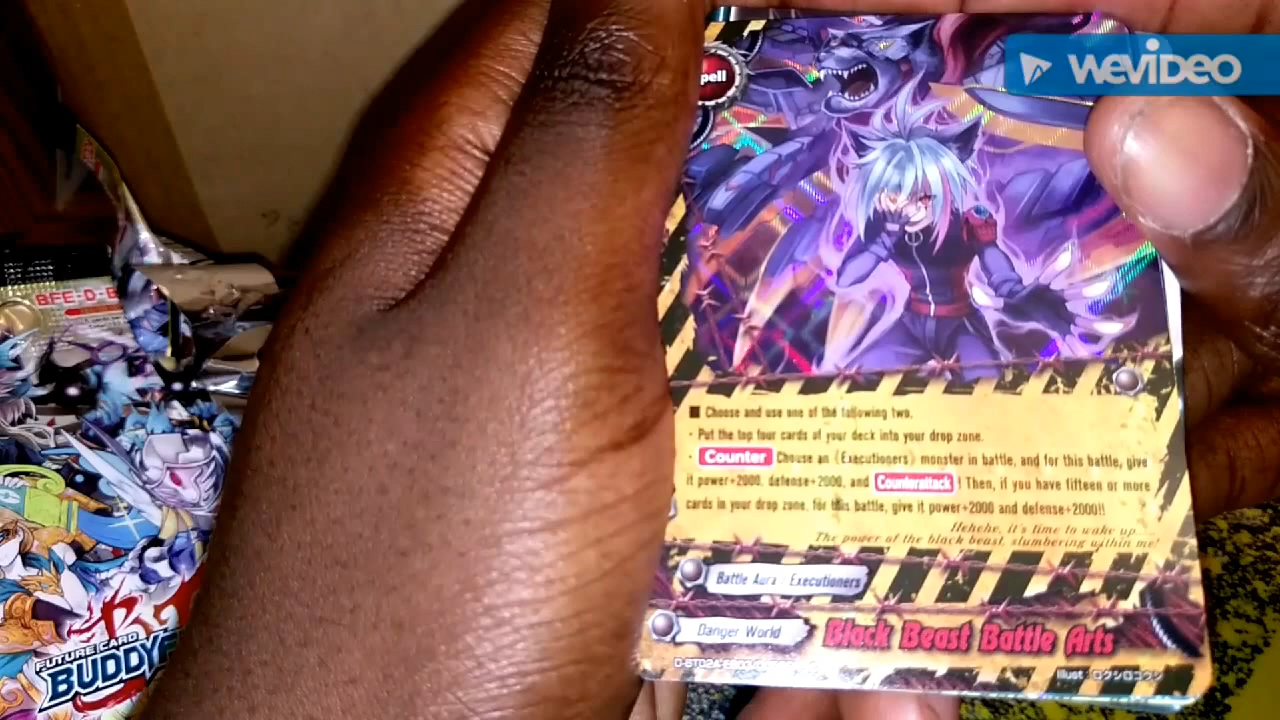 WeVIDEO
pell
■ Choose and use one of the following two.
· Put the top four cards of your deck into your drop zone.
· Counter Choose an《Executioners》monster in battle, and for this battle, give
it power+2000, defense+2000, and Counterattack! Then, if you have fifteen or more
cards in your drop zone, for this battle, give it power+2000 and defense+2000!!
Hehehe, it's time to wake up....
The power of the black beast, slumbering within me!
Battle Aura / Executioners
Danger World
Black Beast Battle Arts
Illust
BFE-D-B
FUTURE CARD
BUDDYF